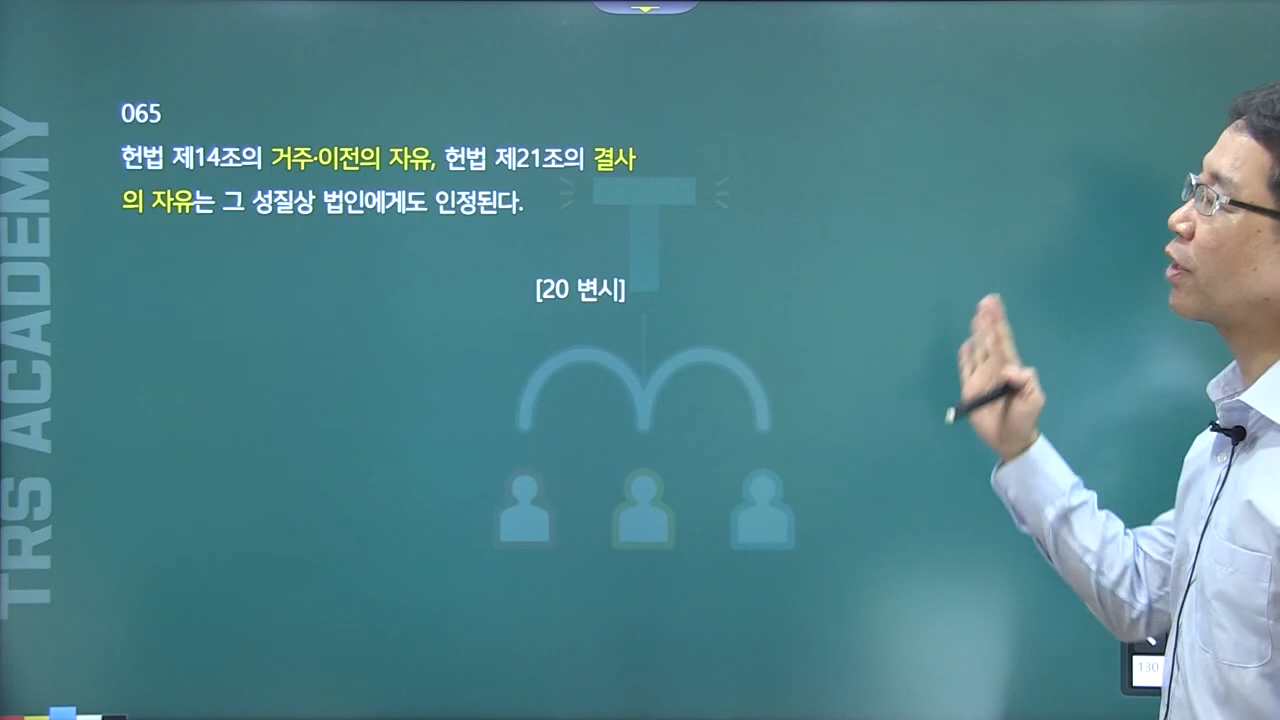 065
헌법 제14조의 거주·이전의 자유, 헌법 제21조의 결사
의 자유는 그 성질상 법인에게도 인정된다.
[20 변시]
TRS ACADEMY
130